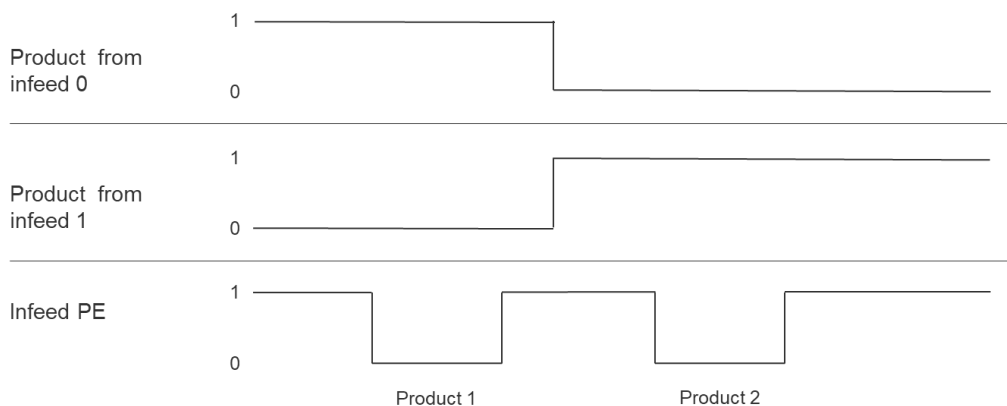 1
Product from
infeed 0
0
1
Product from
infeed 1
0
1
Infeed PE
0
Product 1
Product 2